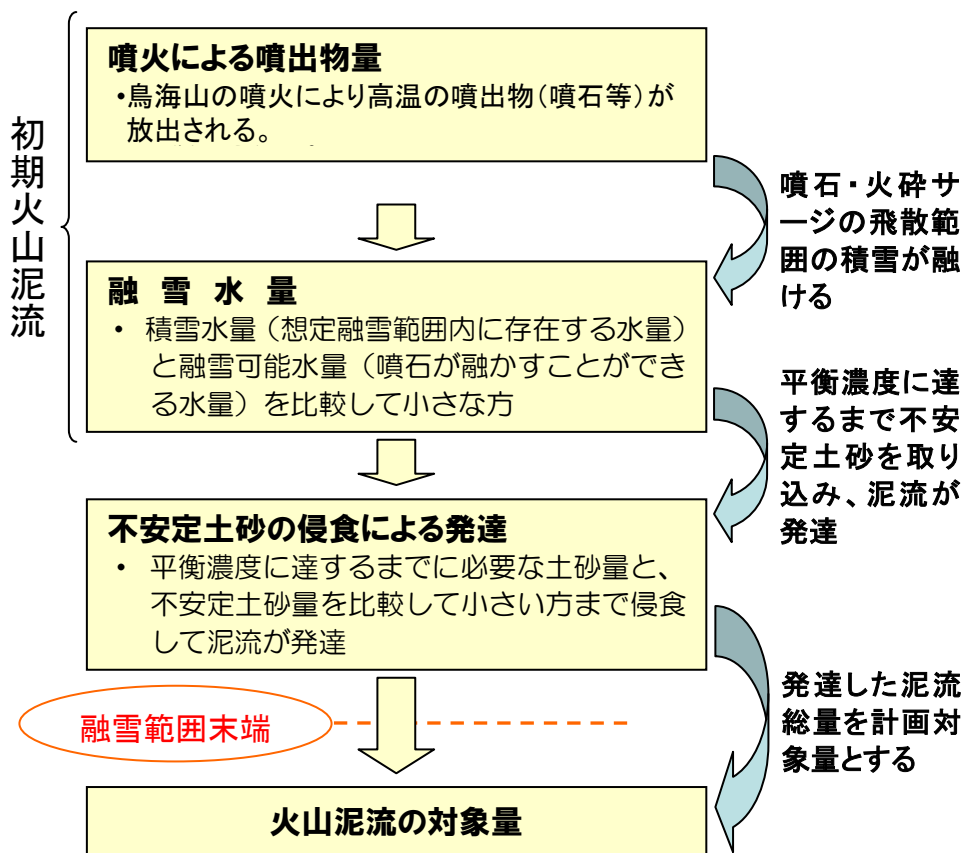 初期火山泥流
噴火による噴出物量
・鳥海山の噴火により高温の噴出物（噴石等）が
放出される。
噴石・火砕サ
ージの飛散範
囲の積雪が融
ける
融 雪 水 量
・ 積雪水量（想定融雪範囲内に存在する水量）
と融雪可能水量（噴石が融かすことができ
る水量）を比較して小さな方
平衡濃度に達
するまで不安
定土砂を取り
込み、泥流が
発達
不安定土砂の侵食による発達
・ 平衡濃度に達するまでに必要な土砂量と、
不安定土砂量を比較して小さい方まで侵食
して泥流が発達
発達した泥流
総量を計画対
象量とする
融雪範囲末端
火山泥流の対象量